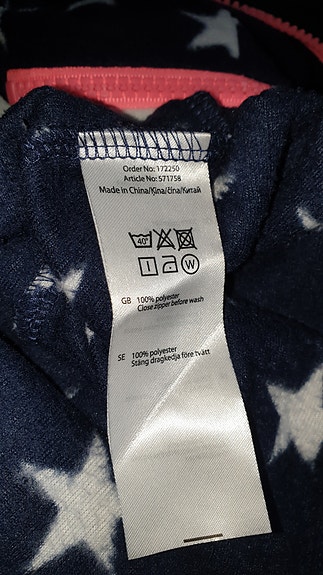 Order No: 172250
Article No: 571758
Made in China/Kina/čína/Китай
40°
W
GB 100% polyester
Close zipper before wash
SE 100% polyester
Stäng dragkedja före tvätt